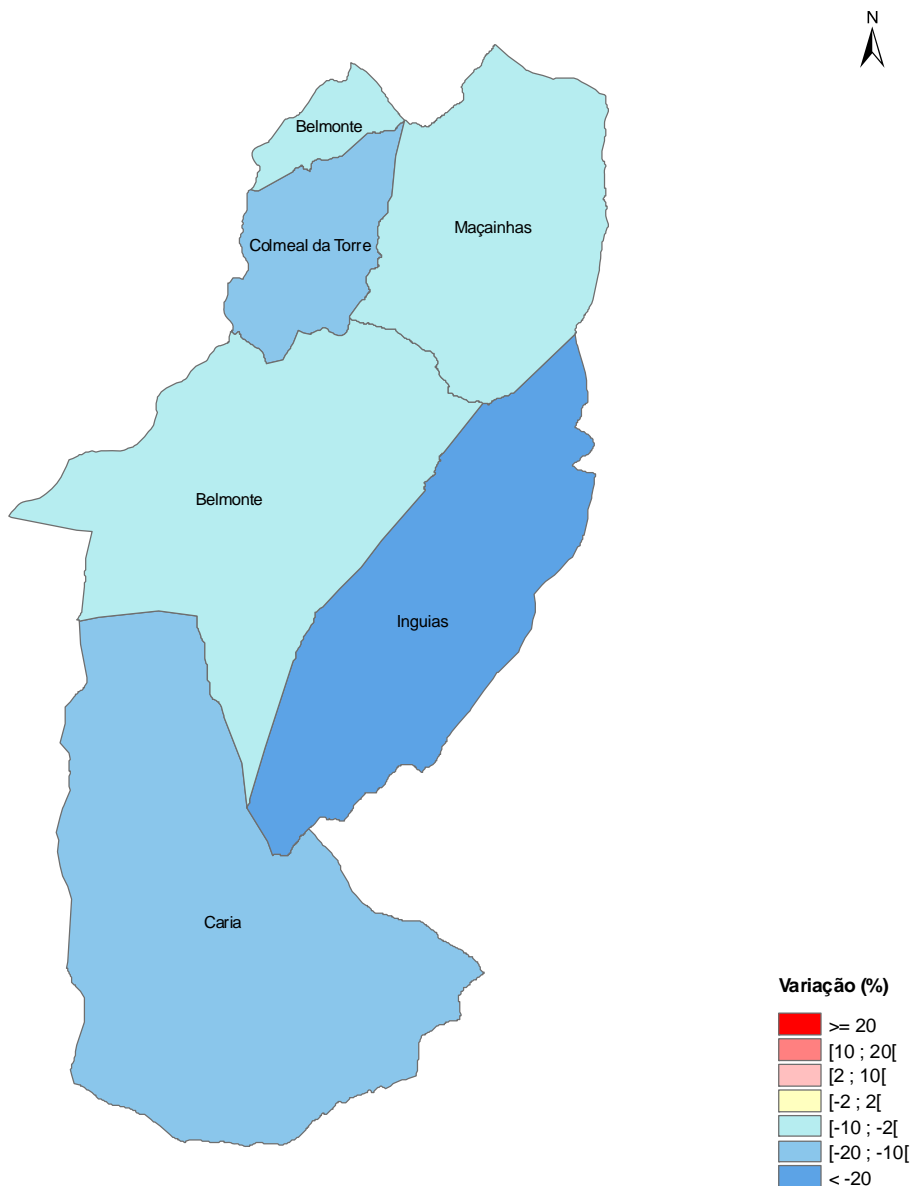 N
Belmonte
Maçainhas
Colmeal da Torre
Belmonte
Inguias
Caria
Variação (%)
>= 20
[10 ; 20[
[2 ; 10[
[-2 ; 2[
[-10 ; -2[
[-20 ; -10[
< -20